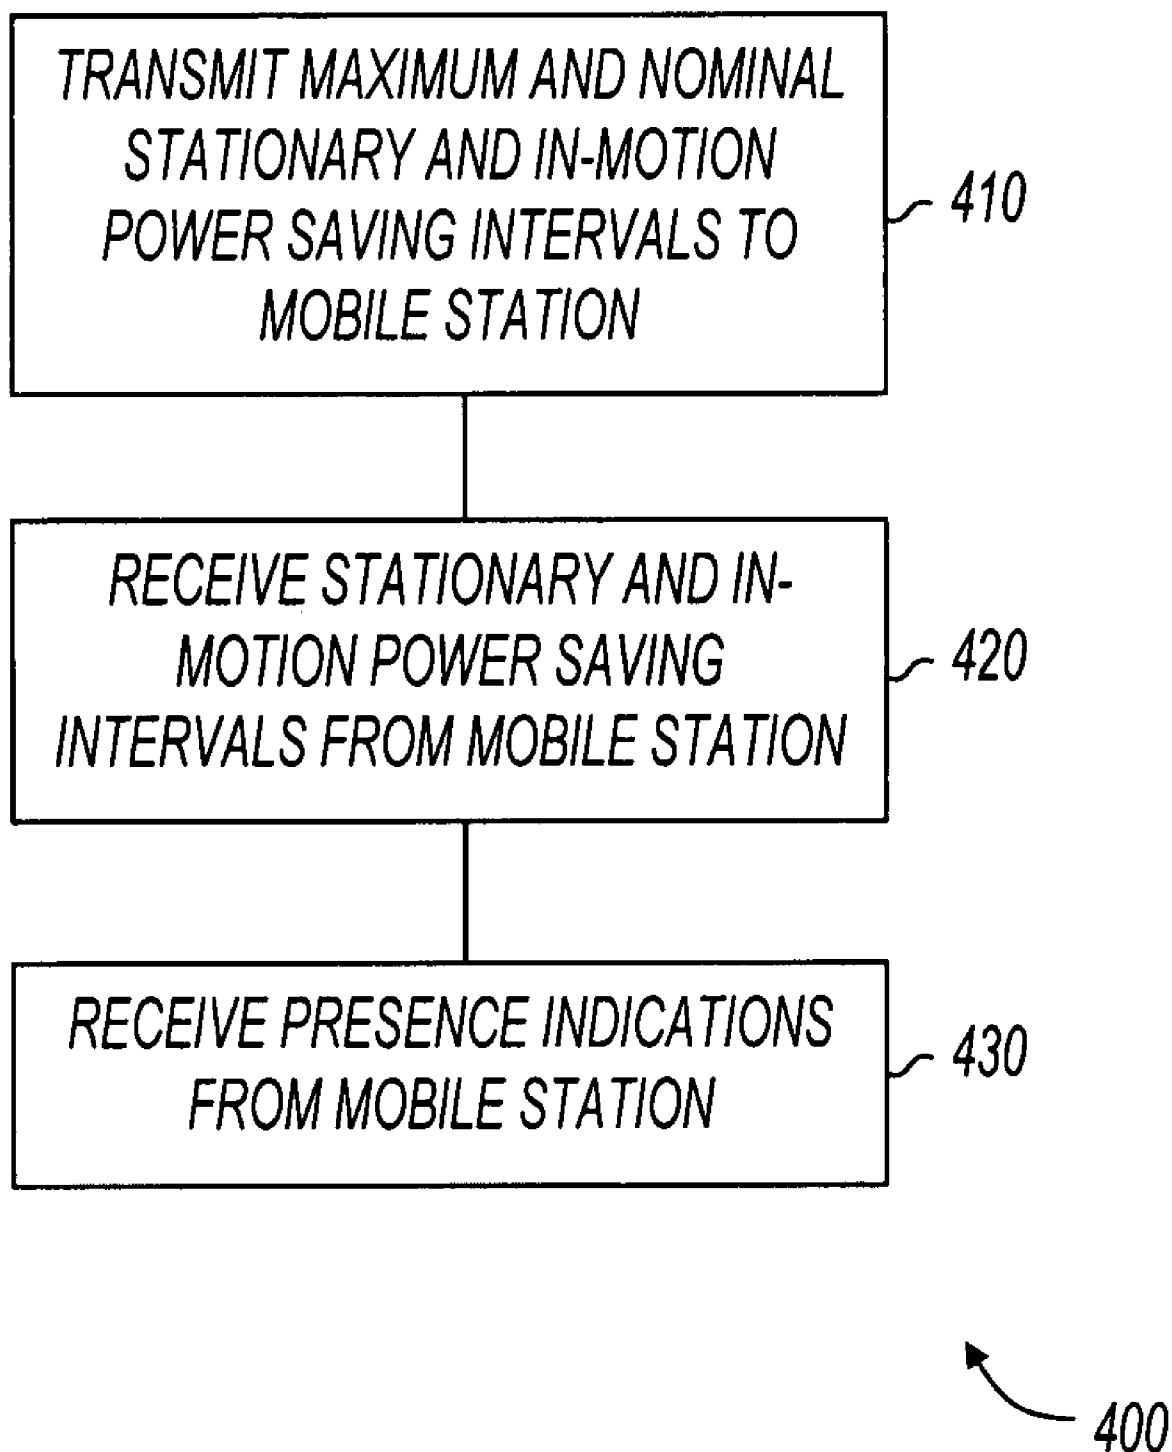 TRANSMIT MAXIMUM AND NOMINAL
STATIONARY AND IN-MOTION
POWER SAVING INTERVALS TO
MOBILE STATION
410
RECEIVE STATIONARY AND IN-
MOTION POWER SAVING
INTERVALS FROM MOBILE STATION
420
RECEIVE PRESENCE INDICATIONS
FROM MOBILE STATION
430
400